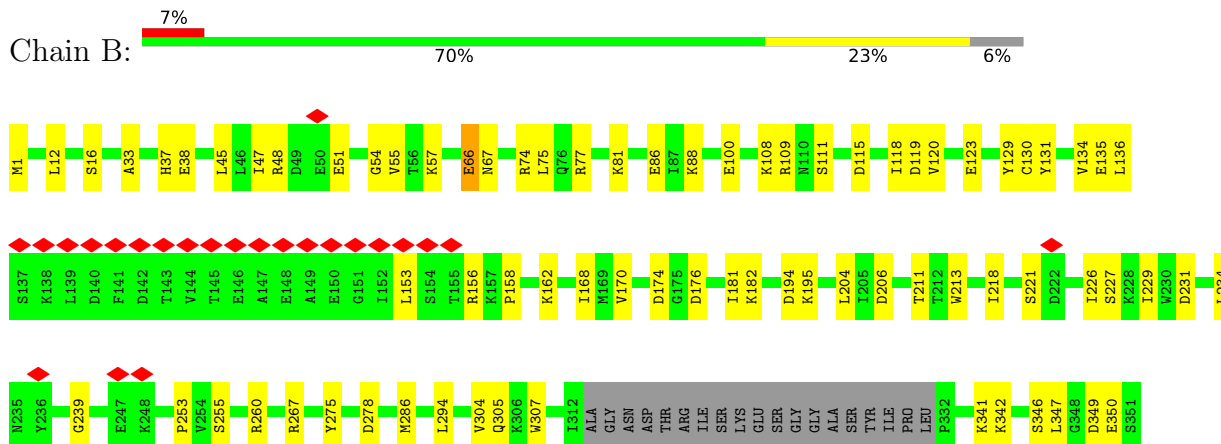 7%
Chain B:
70% 23% 6%
M1 L12 S16 A33 H37 E38 L45 L46 I47 R48 D49 E50 E51 G54 V55 T56 K57 E66 N67 R74 L75 Q76 R77 K81 E86 I87 K88 E100 K108 R109 N110 S111 D115 I118 D119 V120 E123 Y129 C130 Y131 V134 E135 L136
S137 K138 L139 D140 F141 D142 T143 V144 T145 E146 A147 E148 A149 E150 G151 I152 L153 S154 T155 R156 K157 P158 K162 I168 M169 V170 D174 G175 D176 I181 K182 D194 K195 L204 I205 D206 T211 T212 W213 I218 S221 D222 I226 S227 K228 I229 W230 D231 L234
N235 Y236 G239 E247 K248 P253 V254 S255 R260 R267 Y275 D278 M286 L294 V304 Q305 K306 W307 I312 ALA GLY ASN ASP THR ARG ILE SER LYS GLU SER GLY GLY ALA SER TYR ILE PRO LEU P332 K341 K342 S346 L347 G348 D349 E350 S351